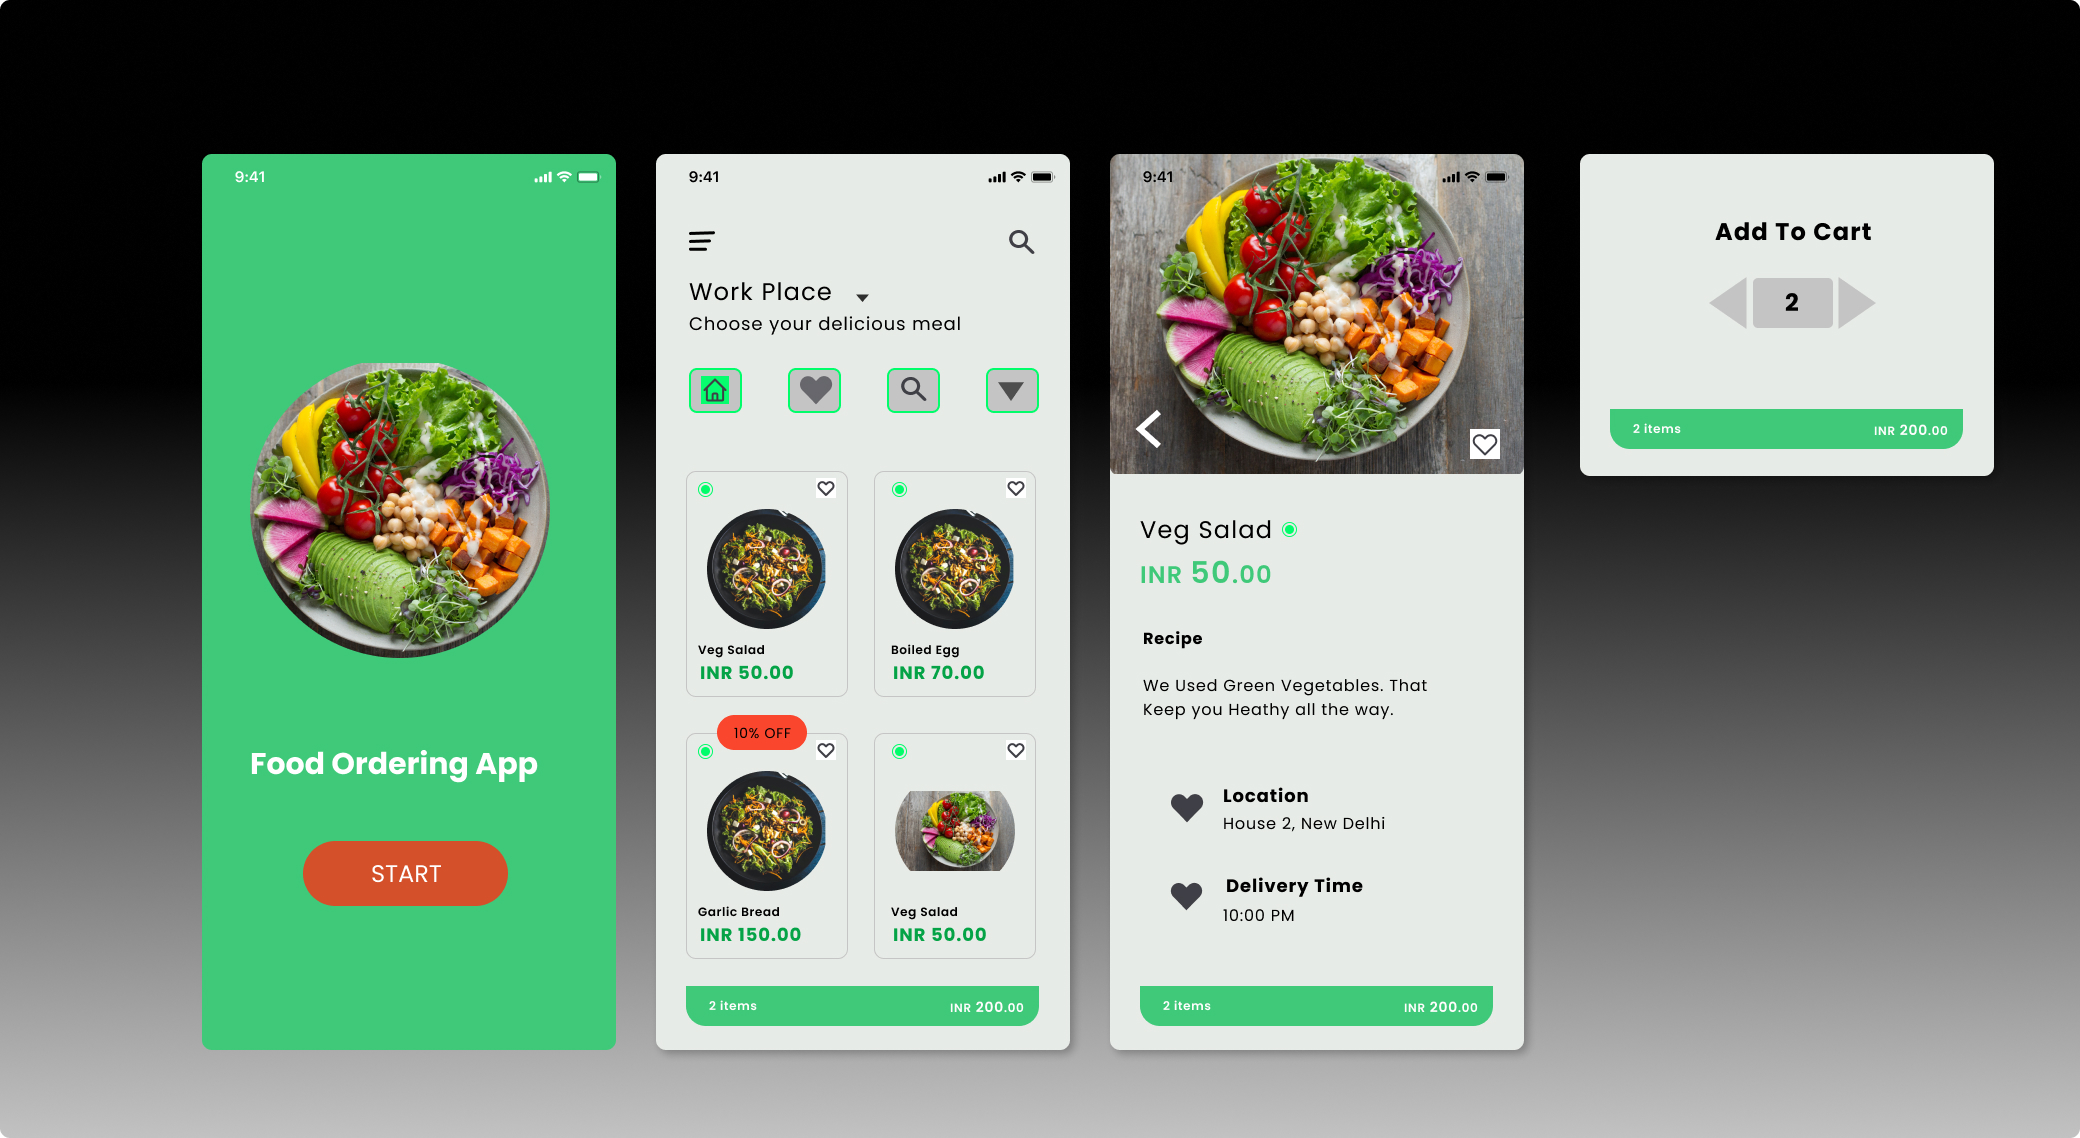 9:41
Food Ordering App
START
9:41
Work Place
Choose your delicious meal
Veg Salad
INR 50.00
Boiled Egg
INR 70.00
10% OFF
Garlic Bread
INR 150.00
Veg Salad
INR 50.00
2 items
INR 200.00
9:41
Veg Salad
INR 50.00
Recipe
We Used Green Vegetables. That
Keep you Heathy all the way.
Location
House 2, New Delhi
Delivery Time
10:00 PM
2 items
INR 200.00
Add To Cart
2
2 items
INR 200.00